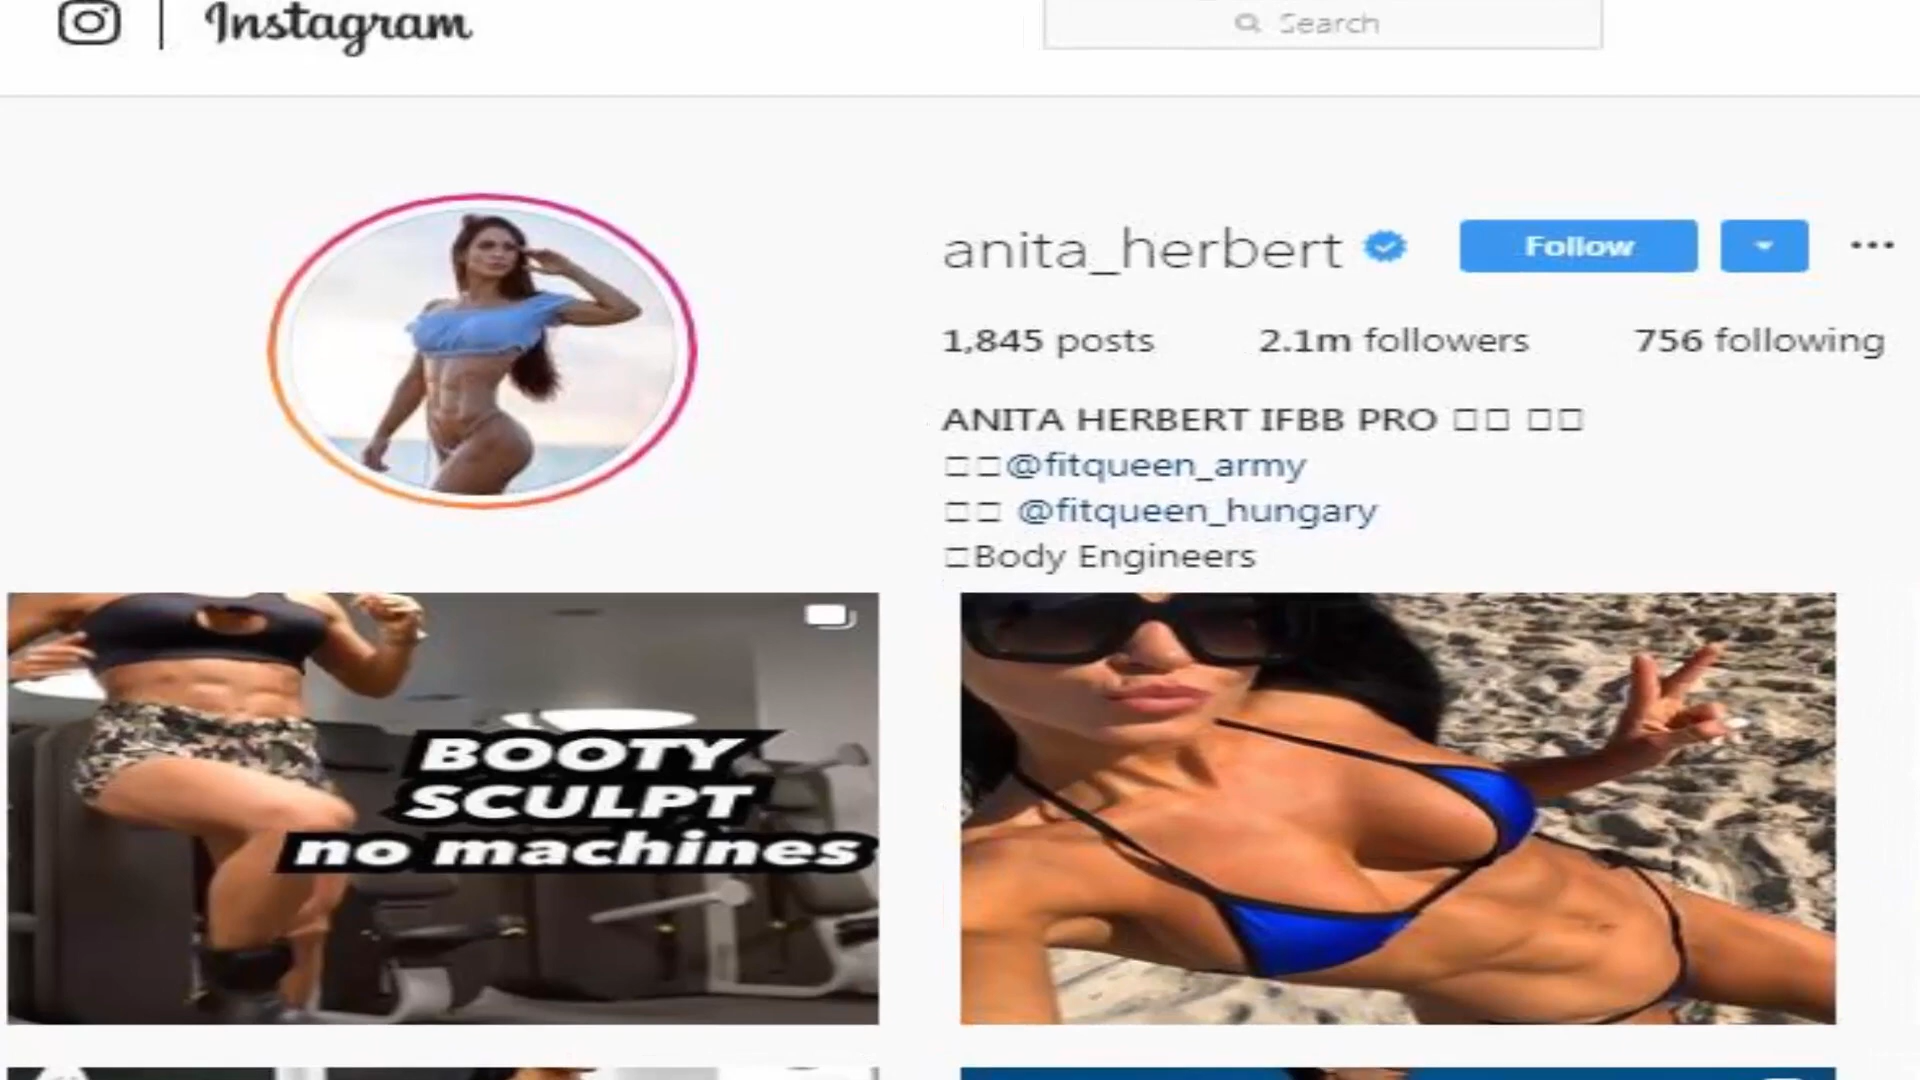 Instagram
Search
anita_herbert
Follow
1,845 posts 2.1m followers 756 following
ANITA HERBERT IFBB PRO
@fitqueen_army
@fitqueen_hungary
Body Engineers
BOOTY
SCULPT
no machines